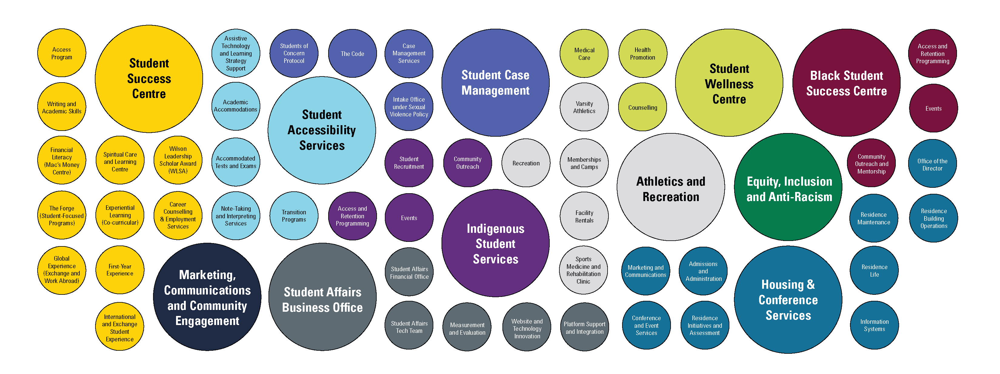 Access
Program
Student
Success
Centre
Assistive
Technology
and Learning
Strategy
Support
Students of
Concern
Protocol
The Code
Case
Management
Services
Student Case
Management
Medical
Care
Health
Promotion
Student
Wellness
Centre
Black Student
Success Centre
Access and
Retention
Programming
Writing and
Academic Skills
Academic
Accommodations
Student
Accessibility
Services
Intake Office
under Sexual
Violence Policy
Varsity
Athletics
Counselling
Events
Financial
Literacy
(Mac's Money
Centre)
Spiritual Care
and Learning
Centre
Wilson
Leadership
Scholar Award
(WLSA)
Accommodated
Tests and Exams
Student
Recruitment
Community
Outreach
Recreation
Memberships
and Camps
Athletics and
Recreation
Equity, Inclusion
and Anti-Racism
Community
Outreach and
Mentorship
Office of the
Director
The Forge
(Student-Focused
Programs)
Experiential
Learning
(Co-curricular)
Career
Counselling
& Employment
Services
Note-Taking
and Interpreting
Services
Transition
Programs
Access and
Retention
Programming
Events
Indigenous
Student
Services
Facility
Rentals
Residence
Maintenance
Residence
Building
Operations
Global
Experience
(Exchange and
Work Abroad)
First-Year
Experience
Marketing,
Communications
and Community
Engagement
Student Affairs
Business Office
Student Affairs
Financial Office
Sports
Medicine and
Rehabilitation
Clinic
Marketing and
Communications
Admissions
and
Administration
Housing &
Conference
Services
Residence
Life
International
and Exchange
Student
Experience
Student Affairs
Tech Team
Measurement
and Evaluation
Website and
Technology
Innovation
Platform Support
and Integration
Conference
and Event
Services
Residence
Initiatives and
Assessment
Information
Systems